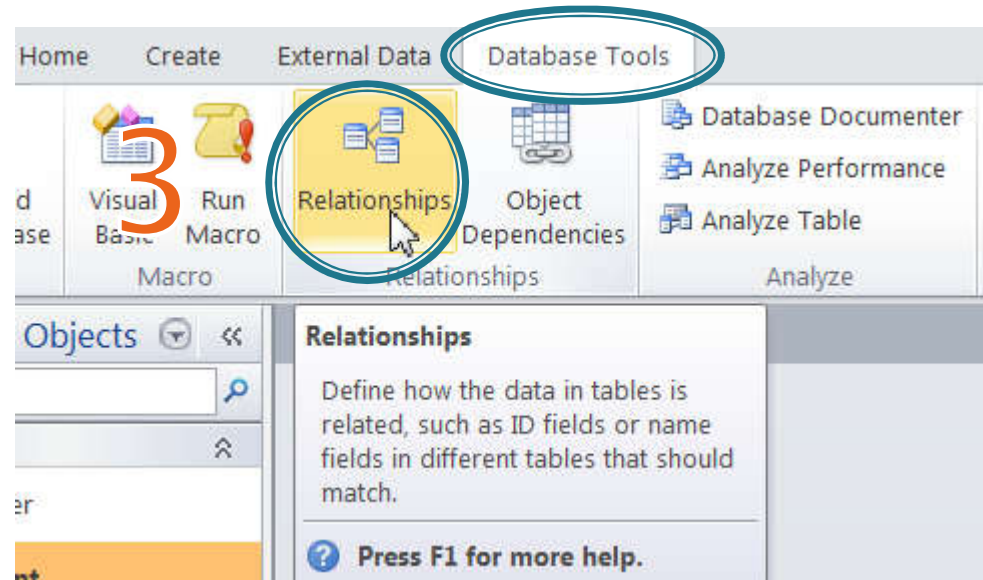 Home Create External Data Database Tools
3
Visual Basic
Run Macro
Relationships
Object Dependencies
Database Documenter
Analyze Performance
Analyze Table
Macro
Relationships
Analyze
Objects
Relationships
Define how the data in tables is
related, such as ID fields or name
fields in different tables that should
match.
Press F1 for more help.